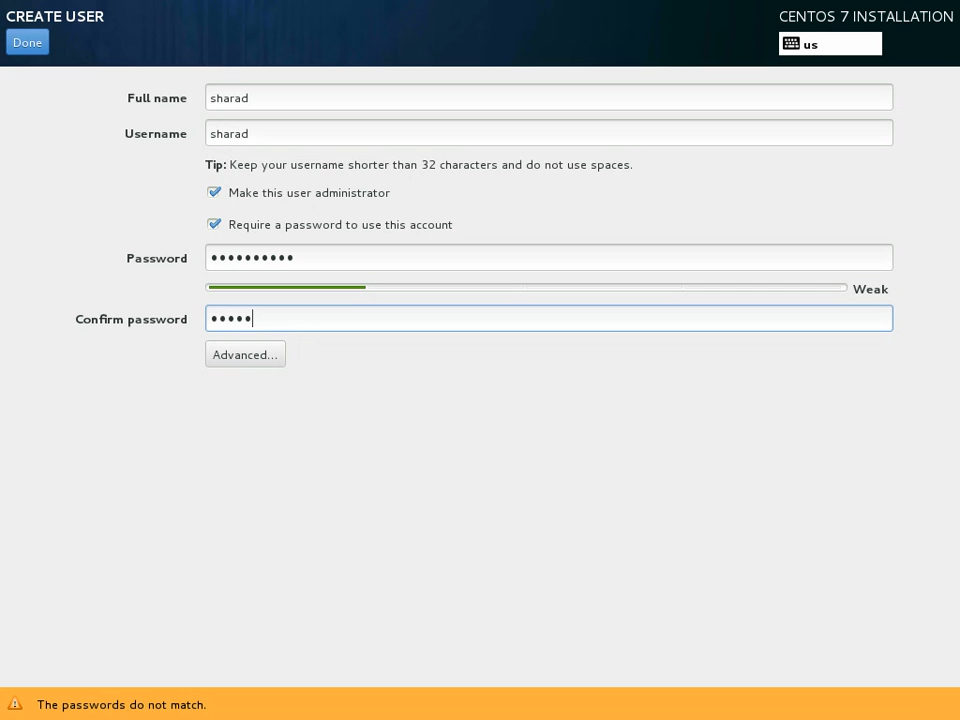 CREATE USER
CENTOS 7 INSTALLATION
Done
us
Full name
sharad
Username
sharad
Tip: Keep your username shorter than 32 characters and do not use spaces.
Make this user administrator
Require a password to use this account
Password
••••••••••
Weak
Confirm password
•••••
Advanced...
The passwords do not match.